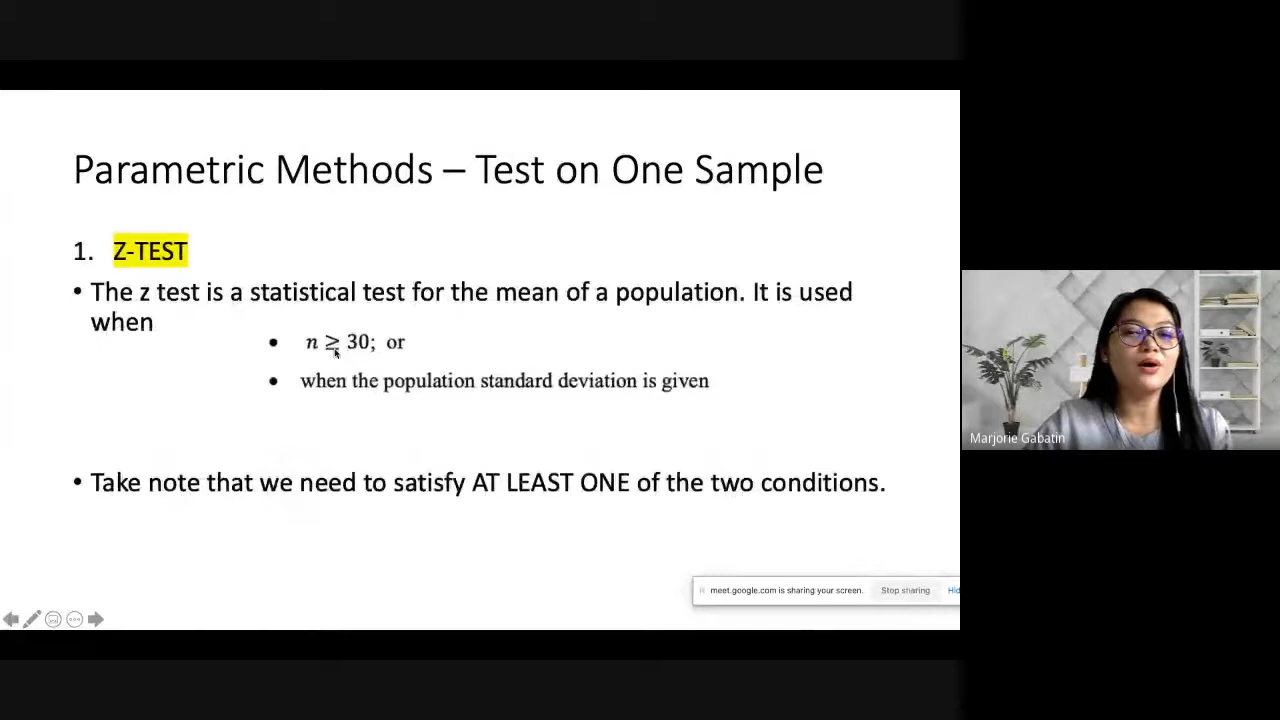 Parametric Methods – Test on One Sample
1. Z-TEST
• The z test is a statistical test for the mean of a population. It is used
when
• n ≥ 30; or
• when the population standard deviation is given
• Take note that we need to satisfy AT LEAST ONE of the two conditions.
Marjorie Gabatin
meet.google.com is sharing your screen. Stop sharing Hid